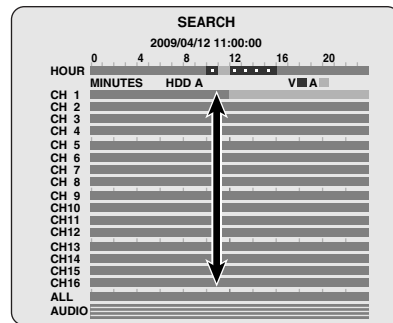 SEARCH
2009/04/12 11:00:00
0 4 8 12 16 20
HOUR
MINUTES HDD A V A
CH 1
CH 2
CH 3
CH 4
CH 5
CH 6
CH 7
CH 8
CH 9
CH10
CH11
CH12
CH13
CH14
CH15
CH16
ALL
AUDIO